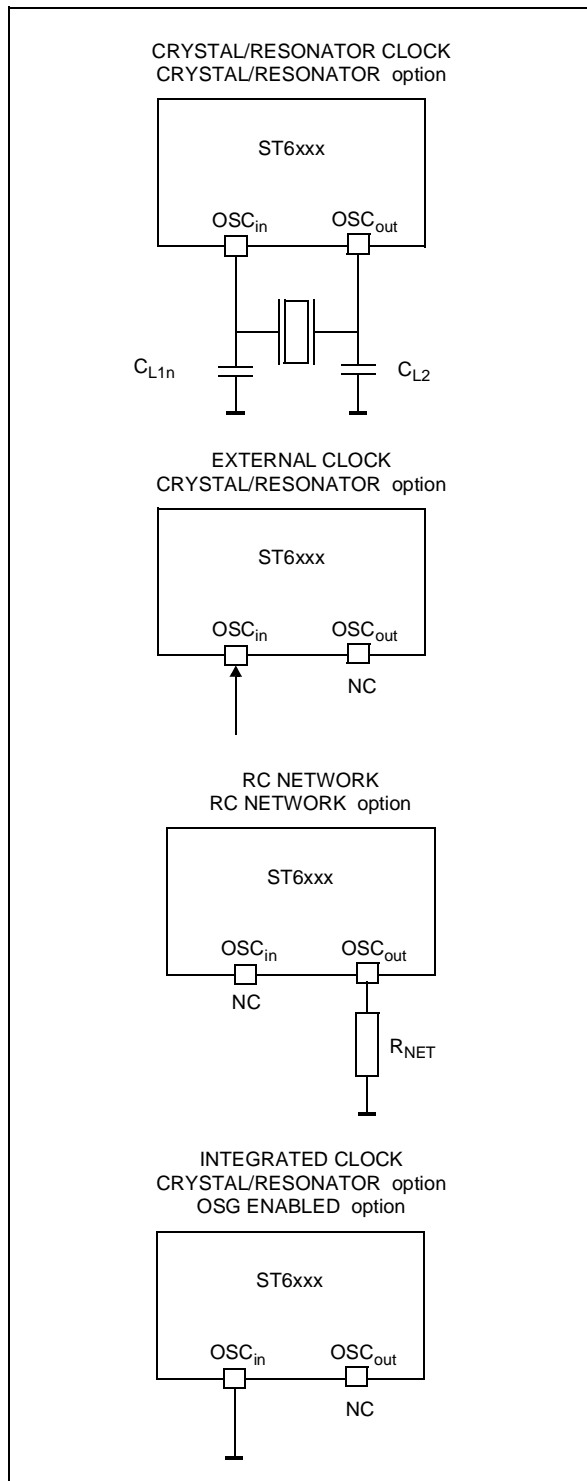 CRYSTAL/RESONATOR CLOCK
CRYSTAL/RESONATOR option
ST6xxx
OSCin OSCout
CL1n CL2
EXTERNAL CLOCK
CRYSTAL/RESONATOR option
ST6xxx
OSCin OSCout
NC
RC NETWORK
RC NETWORK option
ST6xxx
OSCin OSCout
NC
RNET
INTEGRATED CLOCK
CRYSTAL/RESONATOR option
OSG ENABLED option
ST6xxx
OSCin OSCout
NC